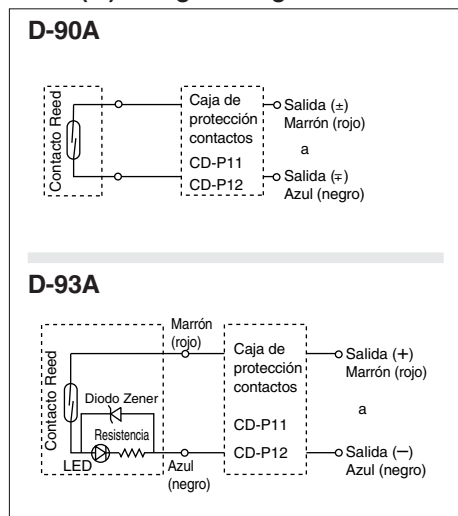 D-90A
Contacto Reed
Caja de
protección
contactos
CD-P11
CD-P12
Salida (±)
Marrón (rojo)
a
Salida (∓)
Azul (negro)
D-93A
Contacto Reed
Marrón
(rojo)
Diodo Zener
Resistencia
LED
Azul
(negro)
Caja de
protección
contactos
CD-P11
CD-P12
Salida (+)
Marrón (rojo)
a
Salida (—)
Azul (negro)